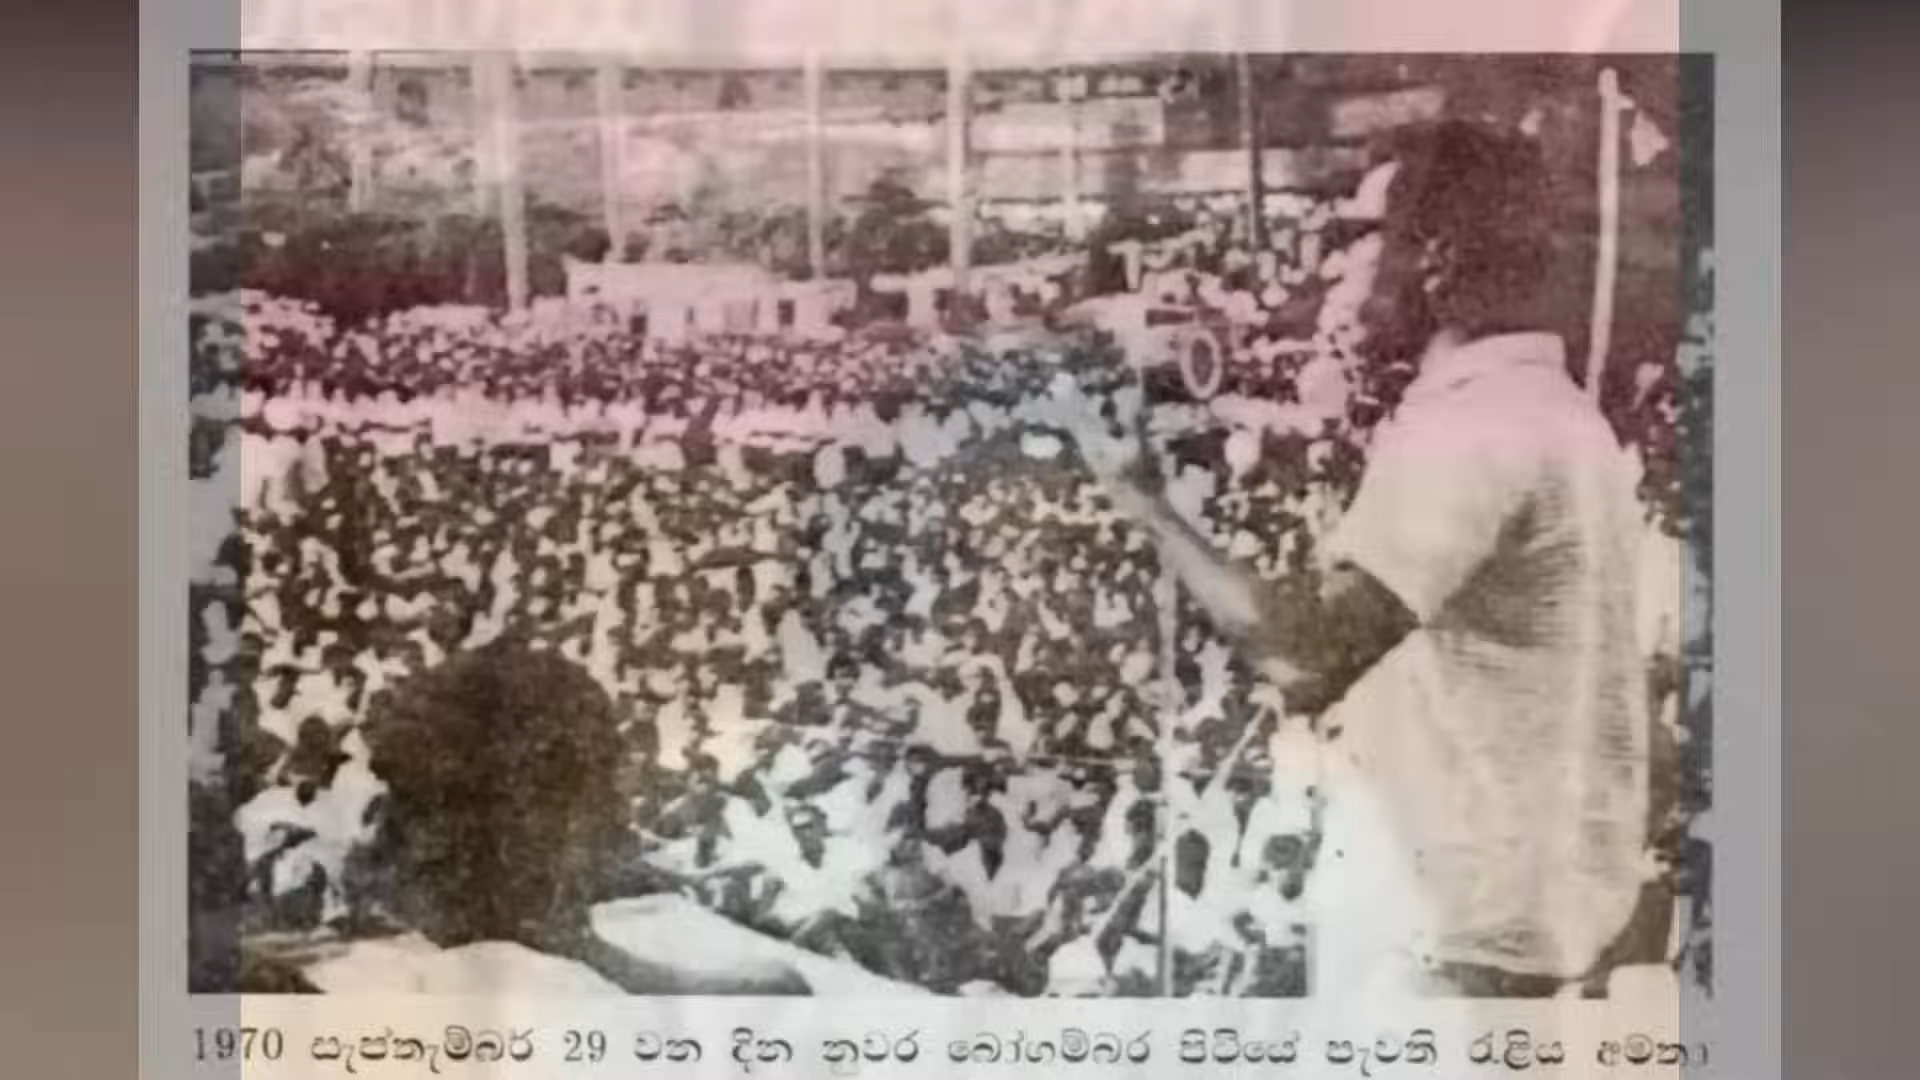 1970 සැප්තැම්බර් 29 වන දින නුවර බෝගම්බර පිටියේ පැවති රැළිය අමතා